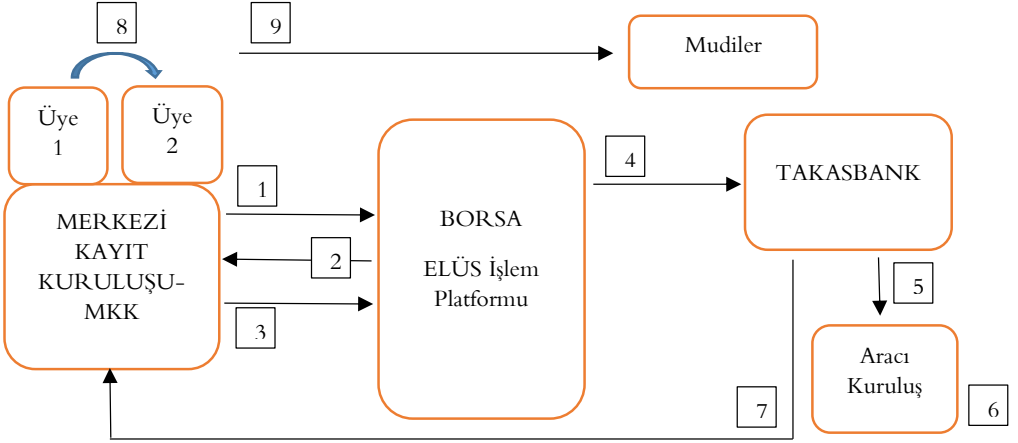 8
9
Mudiler
Üye
1
Üye
2
1
4
TAKASBANK
MERKEZİ
KAYIT
KURULUŞU-
MKK
BORSA
ELÜS İşlem
Platformu
2
3
5
Aracı
Kuruluş
6
7